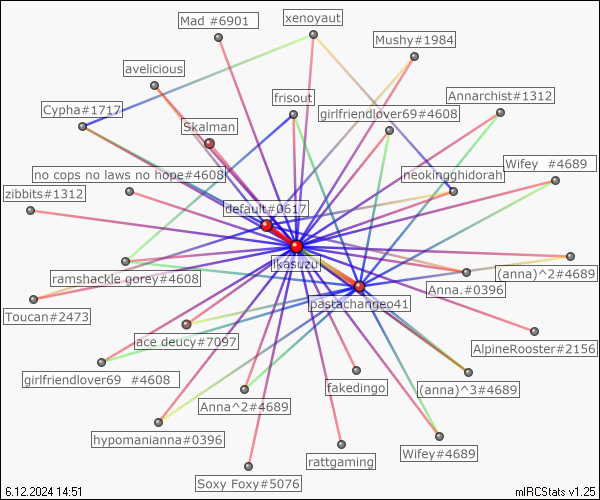 Mad #6901
xenoyaut
Mushy#1984
avelicious
frisout
Annarchist#1312
Cypha#1717
girlfriendlover69#4608
Skalman
Wifey  #4689
no cops no laws no hope#4608
neokingghidorah
zibbits#1312
default#0617
ikasuzu
(anna)^2#4689
ramshackle gorey#4608
Anna.#0396
pastachangeo41
Toucan#2473
ace deucy#7097
AlpineRooster#2156
girlfriendlover69  #4608
fakedingo
(anna)^3#4689
Anna^2#4689
hypomanianna#0396
Wifey#4689
rattgaming
Soxy Foxy#5076
6.12.2024 14:51
mIRCStats v1.25